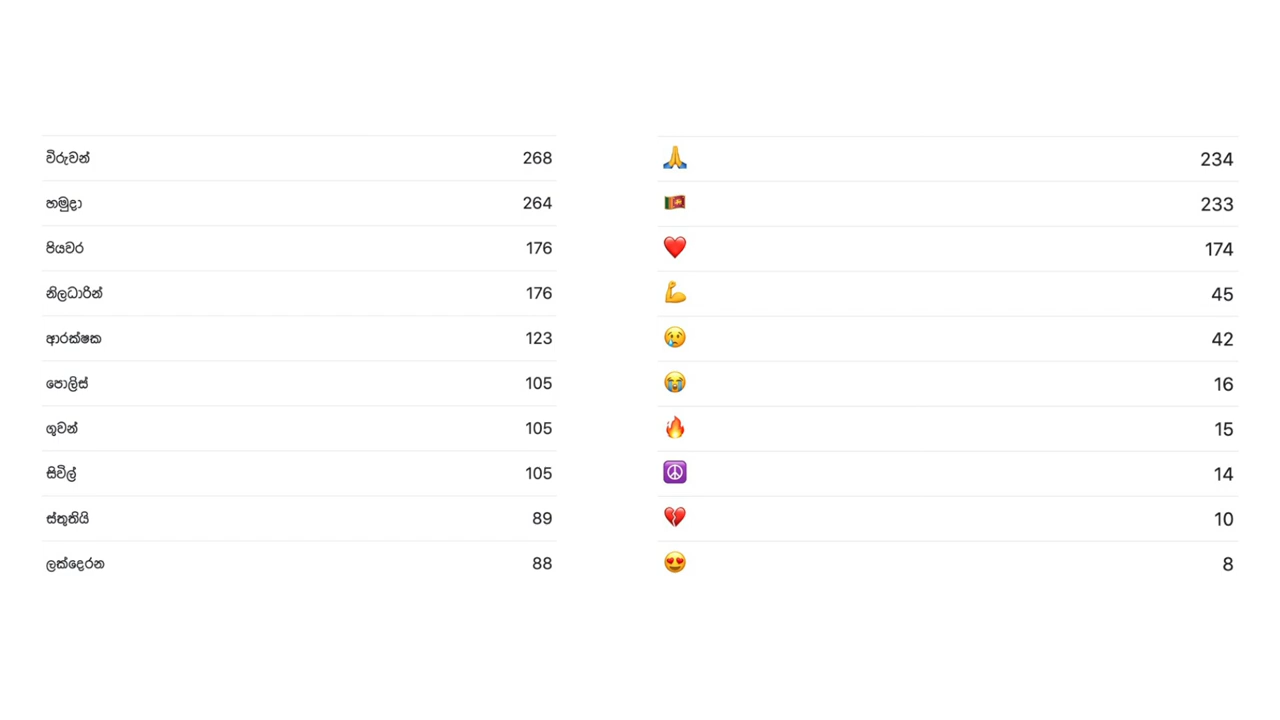 විරුවන් 268
හමුදා 264
පියවර 176
නිලධාරින් 176
ආරක්ෂක 123
පොලිස් 105
ගුවන් 105
සිවිල් 105
ස්තූතියි 89
ලක්දෙරන 88
🙏 234
🇱🇰 233
❤️ 174
💪 45
😢 42
😭 16
🔥 15
☮️ 14
💔 10
😍 8